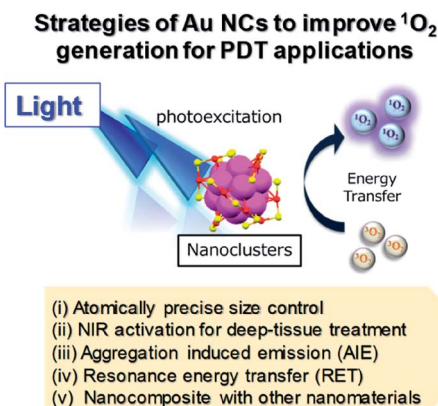 Strategies of Au NCs to improve ¹O₂
generation for PDT applications
Light
photoexcitation
Nanoclusters
¹O₂
¹O₂
¹O₂
Energy
Transfer
³O₂
³O₂
³O₂
(i) Atomically precise size control
(ii) NIR activation for deep-tissue treatment
(iii) Aggregation induced emission (AIE)
(iv) Resonance energy transfer (RET)
(v) Nanocomposite with other nanomaterials